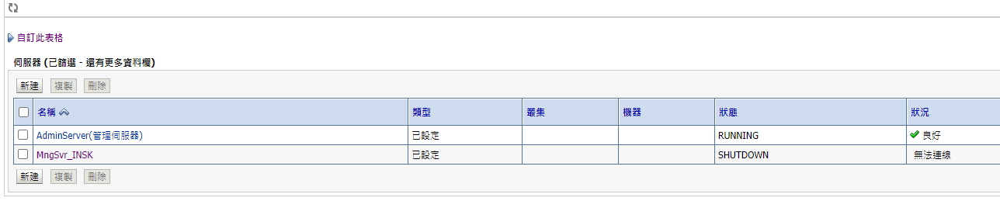 自訂此表格
伺服器 (已篩選 - 還有更多資料欄)
新建 複製 刪除
名稱 類型 叢集 機器 狀態 狀況
AdminServer(管理伺服器) 已設定 RUNNING 良好
MngSvr_INSK 已設定 SHUTDOWN 無法連線
新建 複製 刪除